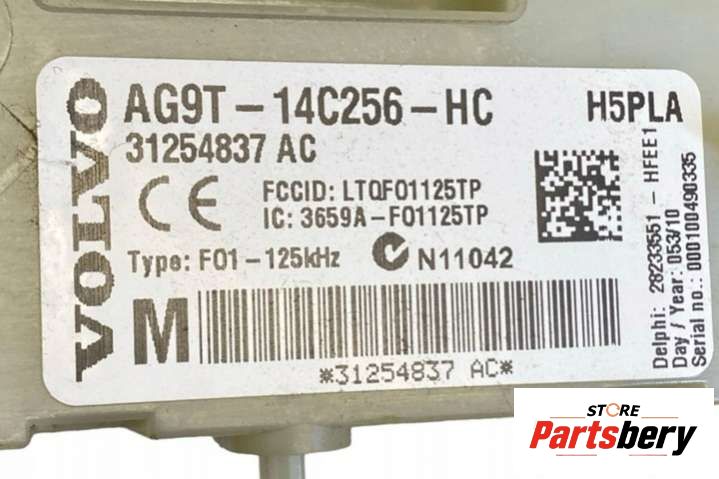 VOLVO
AG9T-14C256-HC H5PLA
31254837 AC
CE
FCCID: LTQF01125TP
IC: 3659A-F01125TP
Type: F01-125kHz N11042
M
*31254837 AC*
Delphi: 28233551 - HFEE1
Day / Year: 053/10
Serial no.: 000100490335
STORE
Partsbery